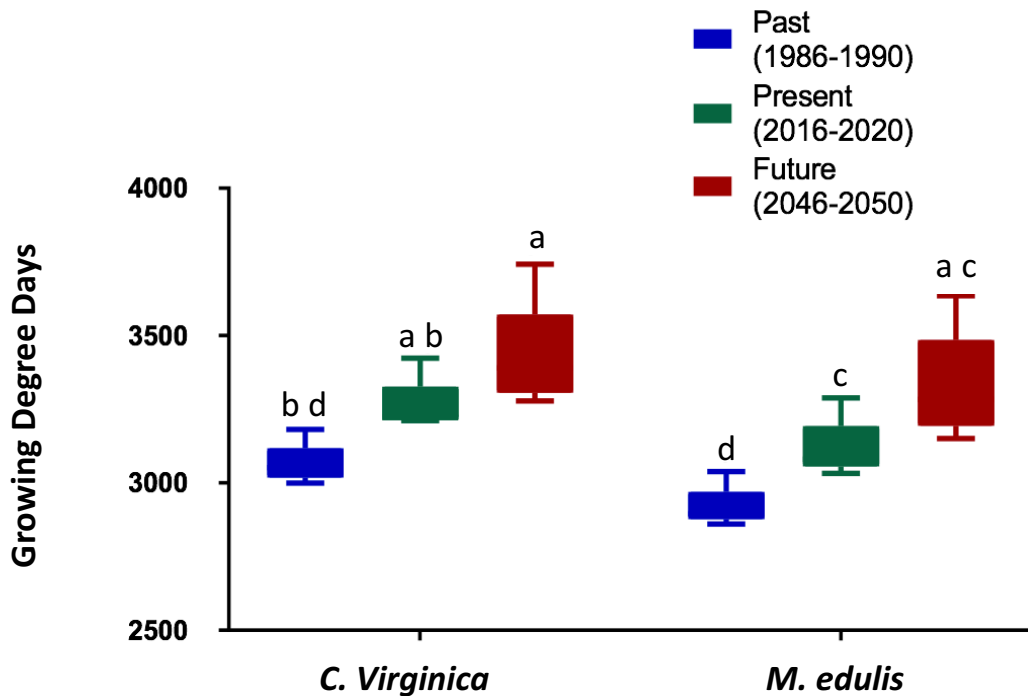 Past
(1986-1990)
Present
(2016-2020)
Future
(2046-2050)
Growing Degree Days
4000
3500
3000
2500
b d
a b
a
d
c
a c
C. Virginica
M. edulis